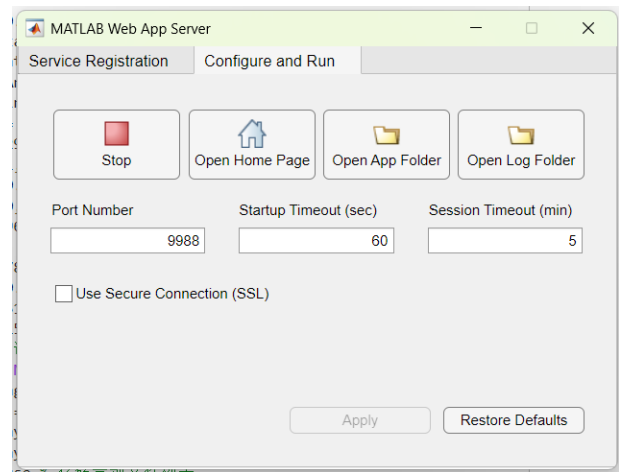 MATLAB Web App Server
Service Registration Configure and Run
Stop Open Home Page Open App Folder Open Log Folder
Port Number Startup Timeout (sec) Session Timeout (min)
9988 60 5
Use Secure Connection (SSL)
Apply Restore Defaults